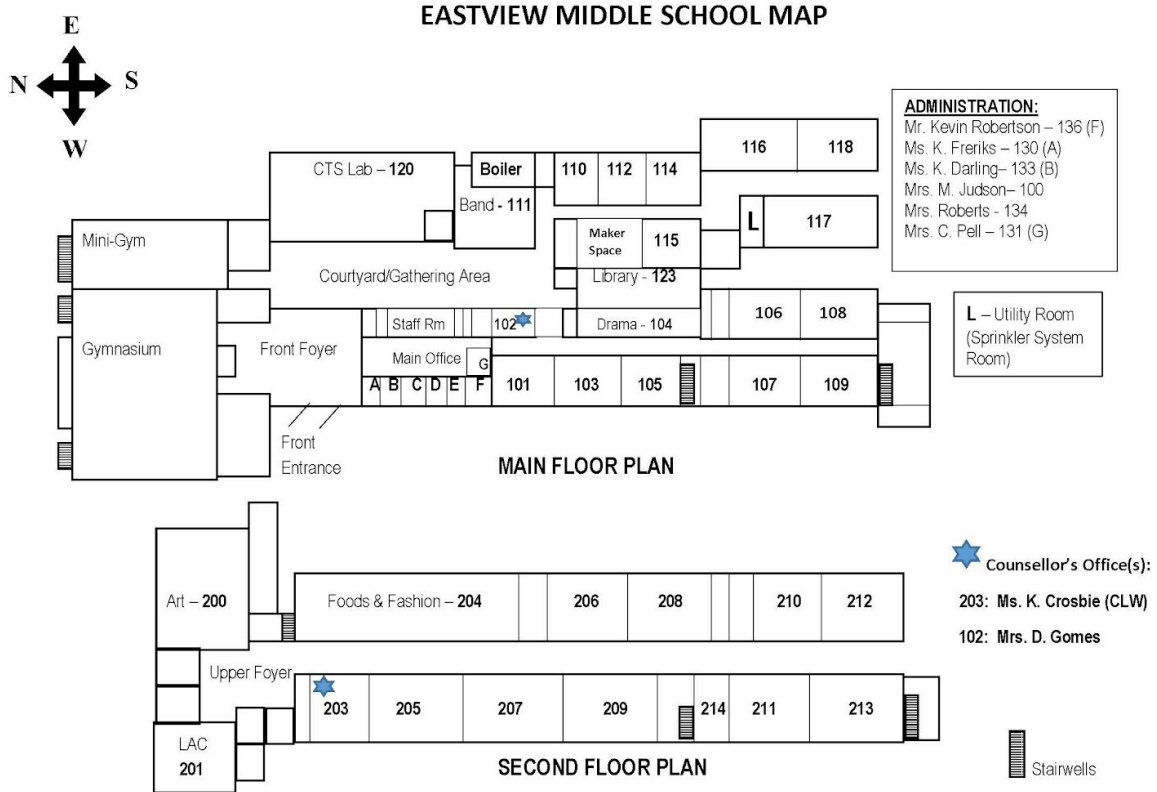 EASTVIEW MIDDLE SCHOOL MAP
E
N
S
W
ADMINISTRATION:
Mr. Kevin Robertson – 136 (F)
Ms. K. Freriks – 130 (A)
Ms. K. Darling– 133 (B)
Mrs. M. Judson– 100
Mrs. Roberts - 134
Mrs. C. Pell – 131 (G)
116
118
CTS Lab – 120
Boiler
110
112
114
Band - 111
L
117
Mini-Gym
Maker
Space
115
Courtyard/Gathering Area
Library - 123
L – Utility Room
(Sprinkler System
Room)
106
108
Staff Rm
102
Drama - 104
Gymnasium
Front Foyer
Main Office
G
A
B
C
D
E
F
101
103
105
107
109
Front
Entrance
MAIN FLOOR PLAN
Counsellor's Office(s):
203: Ms. K. Crosbie (CLW)
102: Mrs. D. Gomes
Art – 200
Foods & Fashion – 204
206
208
210
212
Upper Foyer
203
205
207
209
214
211
213
LAC
201
SECOND FLOOR PLAN
Stairwells